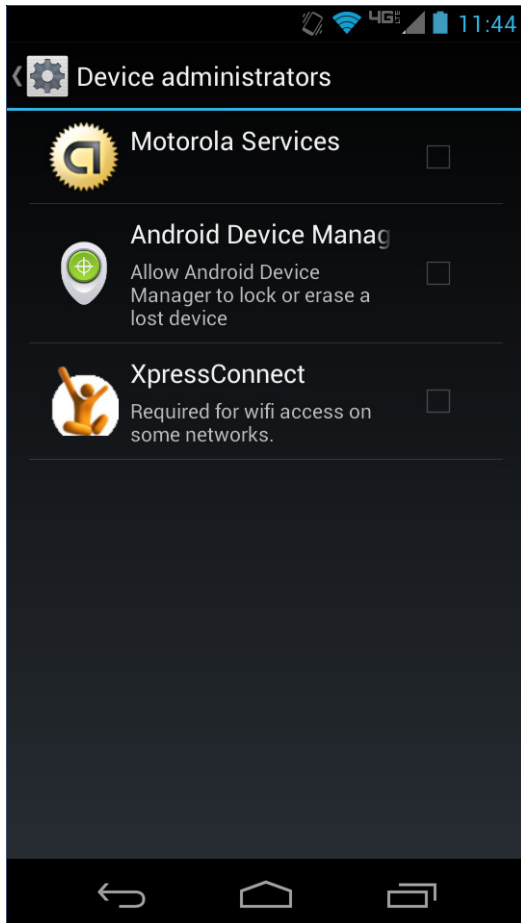 4G LTE 11:44
Device administrators
Motorola Services
Android Device Manag
Allow Android Device
Manager to lock or erase a
lost device
XpressConnect
Required for wifi access on
some networks.